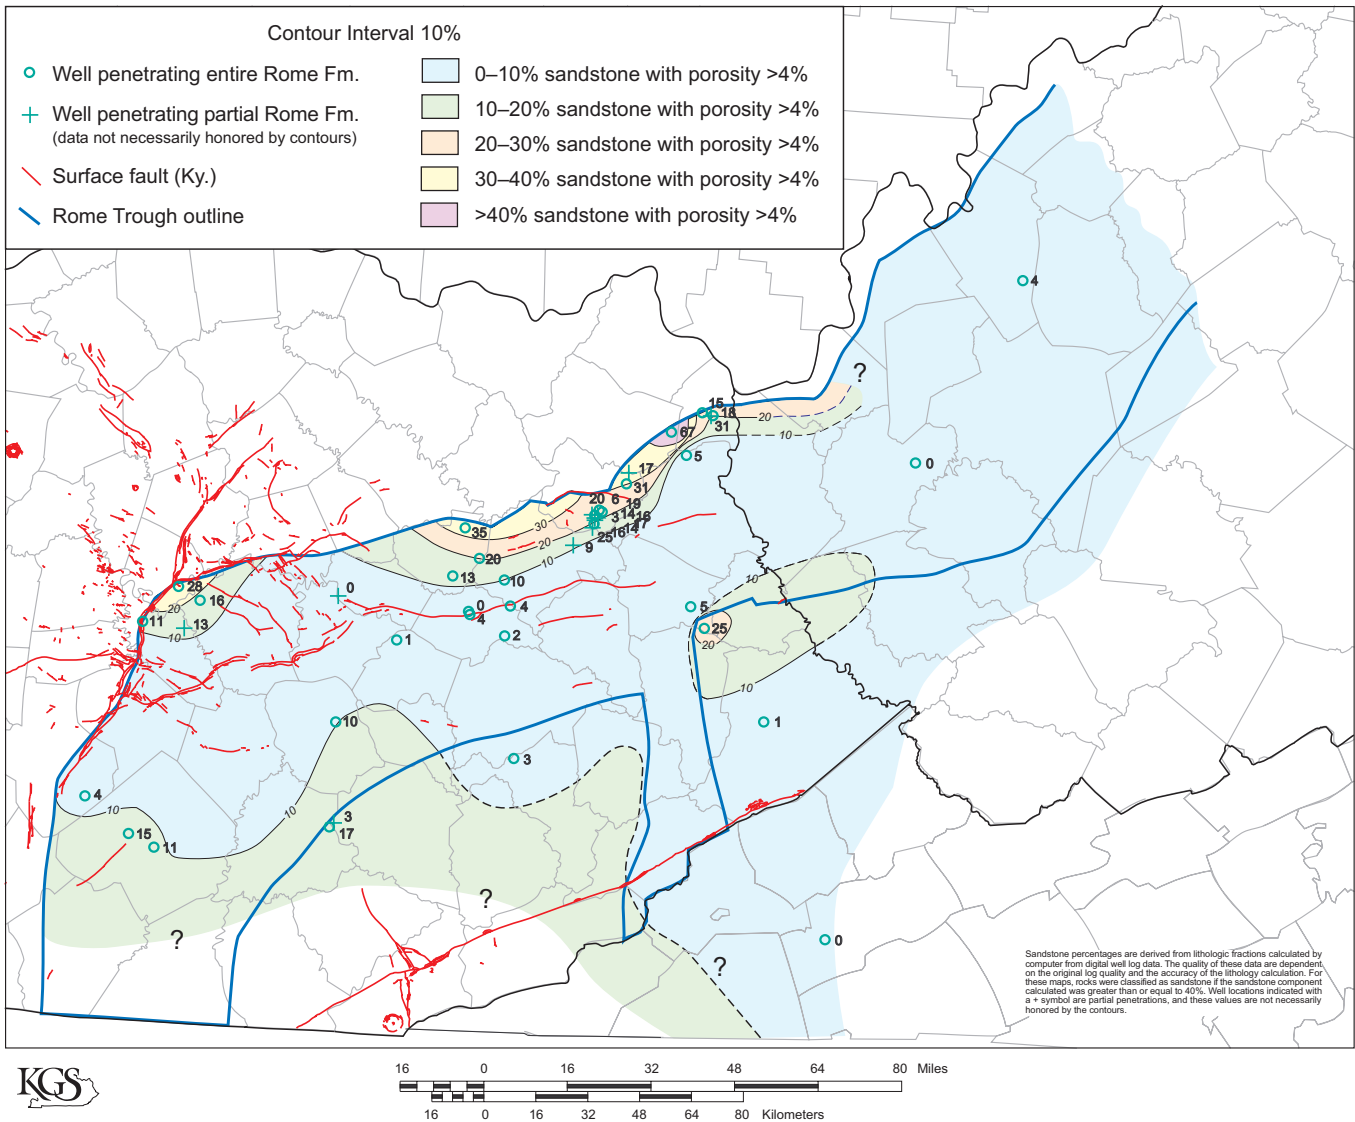 Contour Interval 10%
Well penetrating entire Rome Fm.
Well penetrating partial Rome Fm.
(data not necessarily honored by contours)
Surface fault (Ky.)
Rome Trough outline
0–10% sandstone with porosity >4%
10–20% sandstone with porosity >4%
20–30% sandstone with porosity >4%
30–40% sandstone with porosity >4%
>40% sandstone with porosity >4%
4
?
15
18
20
31
10
67
5
0
17
31
20 6 19
3 14 16
17
25 16 14
35
30
20
10
9
20
13
10
28
16
20
11
13
10
0
0
4
4
2
1
10
5
25
20
10
1
10
3
4
10
10
3
17
15
11
?
?
?
0
Sandstone percentages are derived from lithologic fractions calculated by
computer from digital well log data. The quality of these data are dependent
on the original log quality and the accuracy of the lithology calculation. For
these maps, rocks were classified as sandstone if the sandstone component
calculated was greater than or equal to 40%. Well locations indicated with
a + symbol are partial penetrations, and these values are not necessarily
honored by the contours.
KGS
16 0 16 32 48 64 80 Miles
16 0 16 32 48 64 80 Kilometers